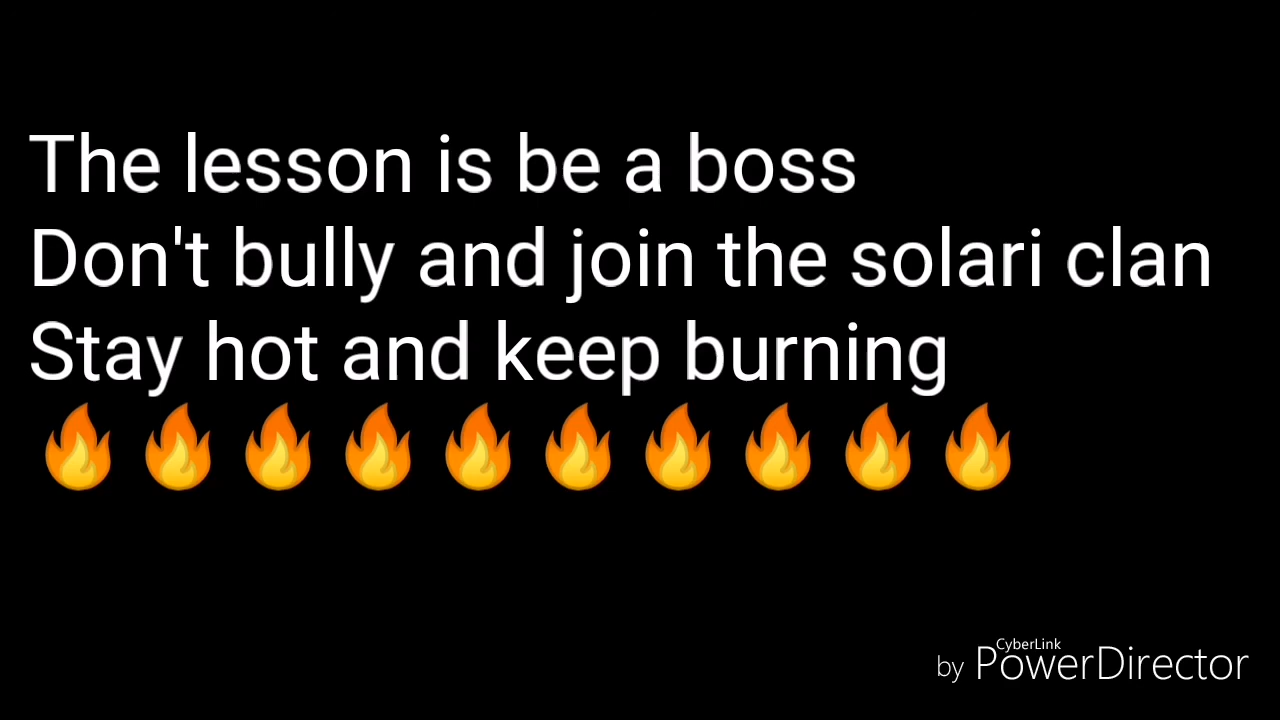 The lesson is be a boss
Don't bully and join the solari clan
Stay hot and keep burning
🔥🔥🔥🔥🔥🔥🔥🔥🔥🔥
by CyberLink PowerDirector